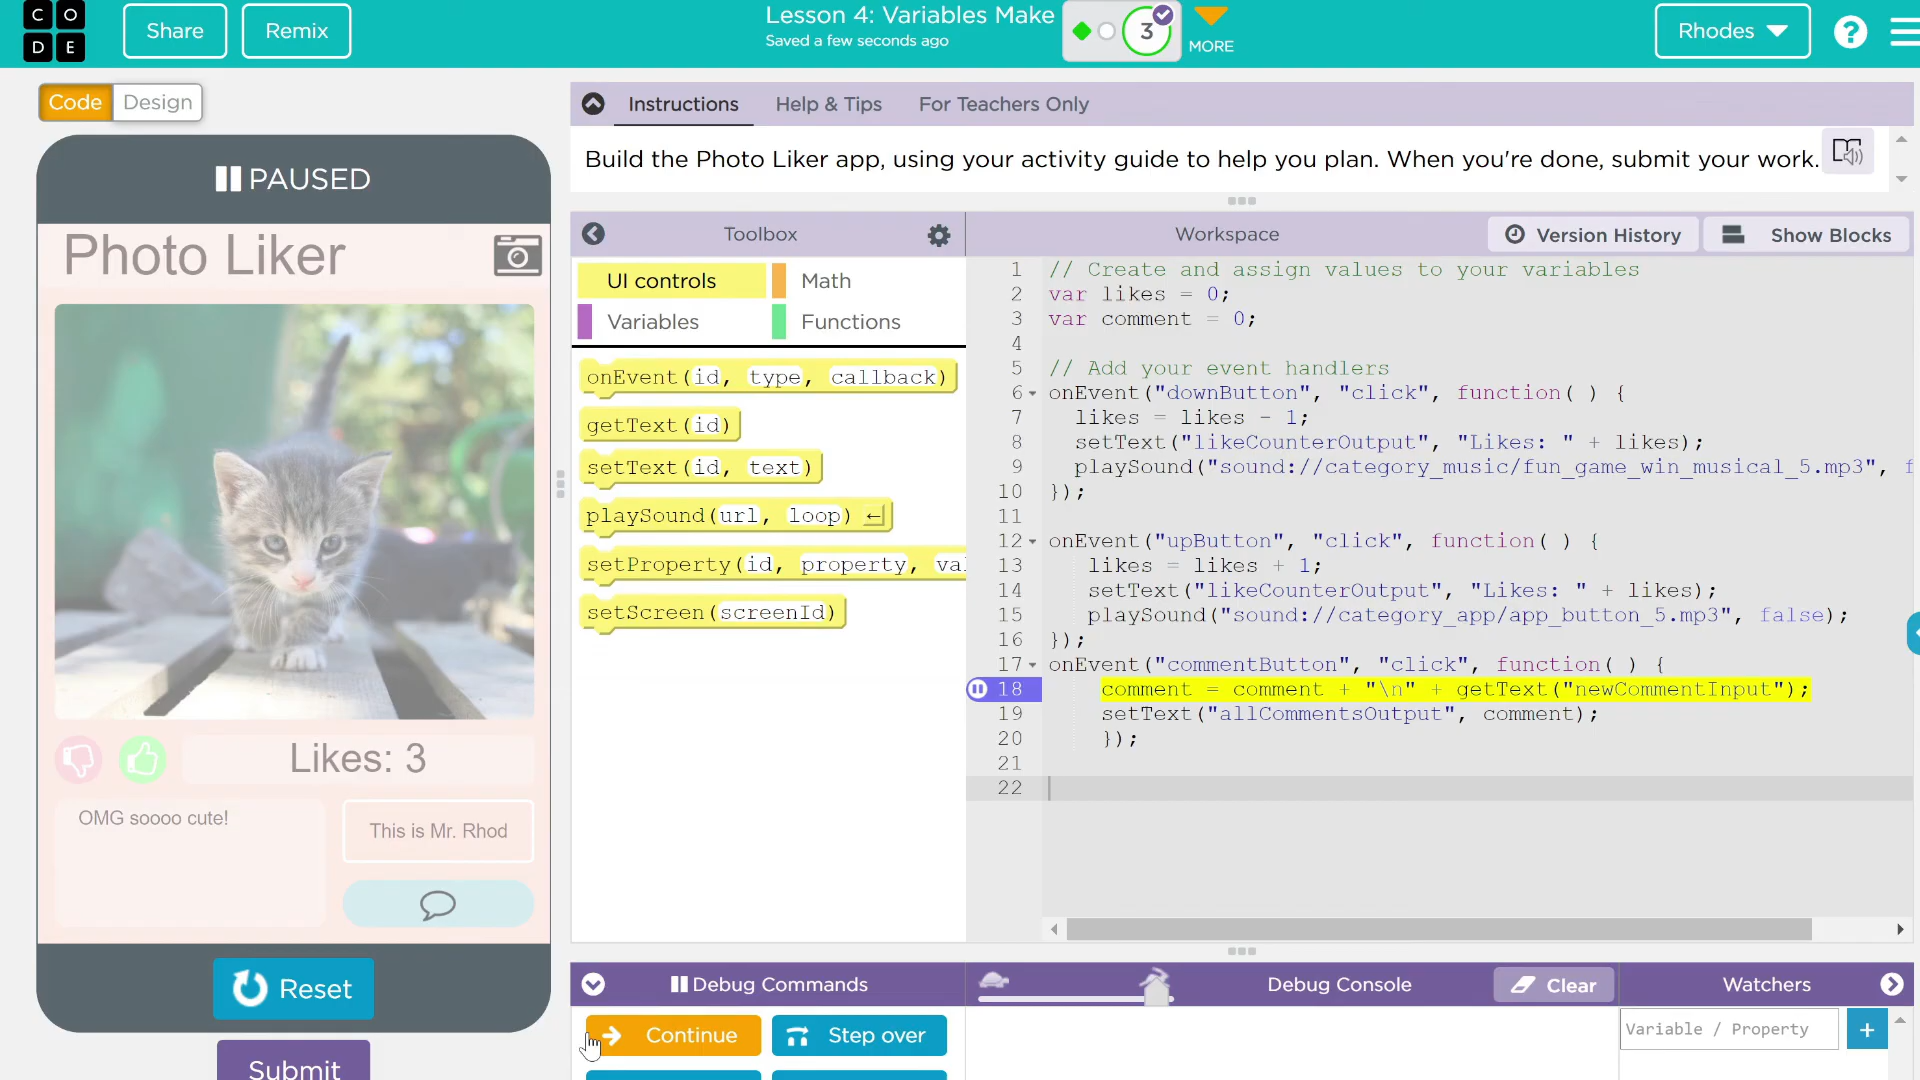 CODE
Share
Remix
Lesson 4: Variables Make
Saved a few seconds ago
3
MORE
Rhodes
?
Code
Design
Instructions
Help & Tips
For Teachers Only
Build the Photo Liker app, using your activity guide to help you plan. When you're done, submit your work.
PAUSED
Photo Liker
Likes: 3
OMG soooo cute!
This is Mr. Rhod
Reset
Submit
Toolbox
UI controls
Math
Variables
Functions
onEvent(id, type, callback)
getText(id)
setText(id, text)
playSound(url, loop) ←
setProperty(id, property, val
setScreen(screenId)
Workspace
Version History
Show Blocks
1 // Create and assign values to your variables
2 var likes = 0;
3 var comment = 0;
4
5 // Add your event handlers
6 onEvent("downButton", "click", function( ) {
7 likes = likes - 1;
8 setText("likeCounterOutput", "Likes: " + likes);
9 playSound("sound://category_music/fun_game_win_musical_5.mp3", f
10 });
11
12 onEvent("upButton", "click", function( ) {
13 likes = likes + 1;
14 setText("likeCounterOutput", "Likes: " + likes);
15 playSound("sound://category_app/app_button_5.mp3", false);
16 });
17 onEvent("commentButton", "click", function( ) {
18 comment = comment + "\n" + getText("newCommentInput");
19 setText("allCommentsOutput", comment);
20 });
21
22
Debug Commands
Continue
Step over
Debug Console
Clear
Watchers
Variable / Property
+